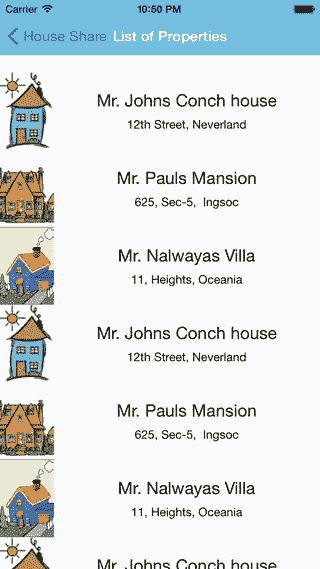 Carrier 10:50 PM
House Share List of Properties
Mr. Johns Conch house
12th Street, Neverland
Mr. Pauls Mansion
625, Sec-5, Ingsoc
Mr. Nalwayas Villa
11, Heights, Oceania
Mr. Johns Conch house
12th Street, Neverland
Mr. Pauls Mansion
625, Sec-5, Ingsoc
Mr. Nalwayas Villa
11, Heights, Oceania
Mr. Johns Conch house